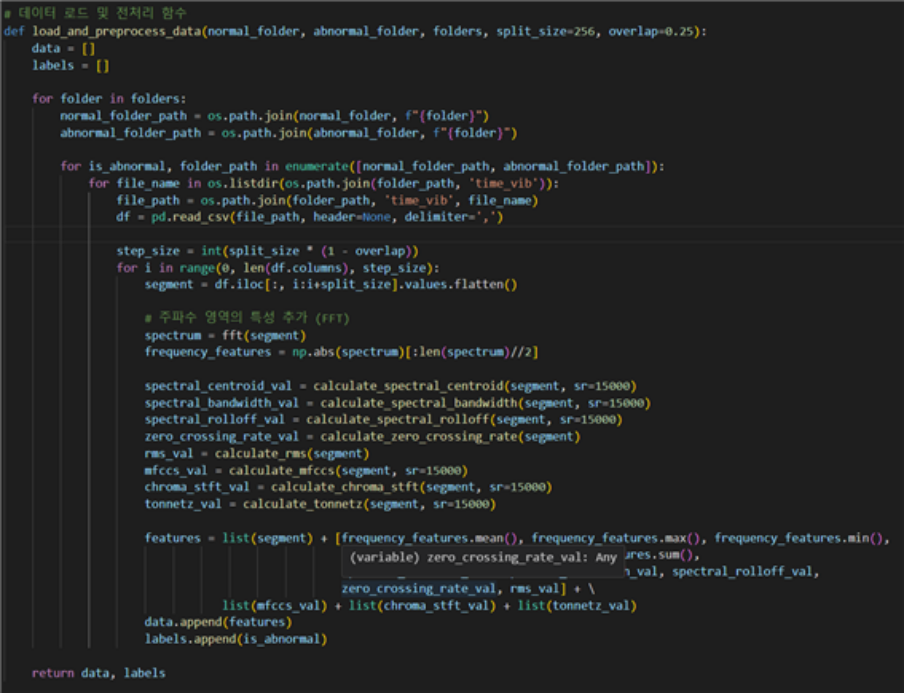 # 데이터 로드 및 전처리 함수
def load_and_preprocess_data(normal_folder, abnormal_folder, folders, split_size=256, overlap=0.25):
    data = []
    labels = []
    for folder in folders:
        normal_folder_path = os.path.join(normal_folder, f"{folder}")
        abnormal_folder_path = os.path.join(abnormal_folder, f"{folder}")
        for is_abnormal, folder_path in enumerate([normal_folder_path, abnormal_folder_path]):
            for file_name in os.listdir(os.path.join(folder_path, 'time_vib')):
                file_path = os.path.join(folder_path, 'time_vib', file_name)
                df = pd.read_csv(file_path, header=None, delimiter=',')
                step_size = int(split_size * (1 - overlap))
                for i in range(0, len(df.columns), step_size):
                    segment = df.iloc[:, i:i+split_size].values.flatten()
                    # 주파수 영역의 특성 추가 (FFT)
                    spectrum = fft(segment)
                    frequency_features = np.abs(spectrum)[:len(spectrum)//2]
                    spectral_centroid_val = calculate_spectral_centroid(segment, sr=15000)
                    spectral_bandwidth_val = calculate_spectral_bandwidth(segment, sr=15000)
                    spectral_rolloff_val = calculate_spectral_rolloff(segment, sr=15000)
                    zero_crossing_rate_val = calculate_zero_crossing_rate(segment)
                    rms_val = calculate_rms(segment)
                    mfccs_val = calculate_mfccs(segment, sr=15000)
                    chroma_stft_val = calculate_chroma_stft(segment, sr=15000)
                    tonnetz_val = calculate_tonnetz(segment, sr=15000)
                    features = list(segment) + [frequency_features.mean(), frequency_features.max(), frequency_features.min(),
(variable) zero_crossing_rate_val: Any
ures.sum(),
n_val, spectral_rolloff_val,
zero_crossing_rate_val, rms_val] + \
list(mfccs_val) + list(chroma_stft_val) + list(tonnetz_val)
                    data.append(features)
                    labels.append(is_abnormal)
    return data, labels